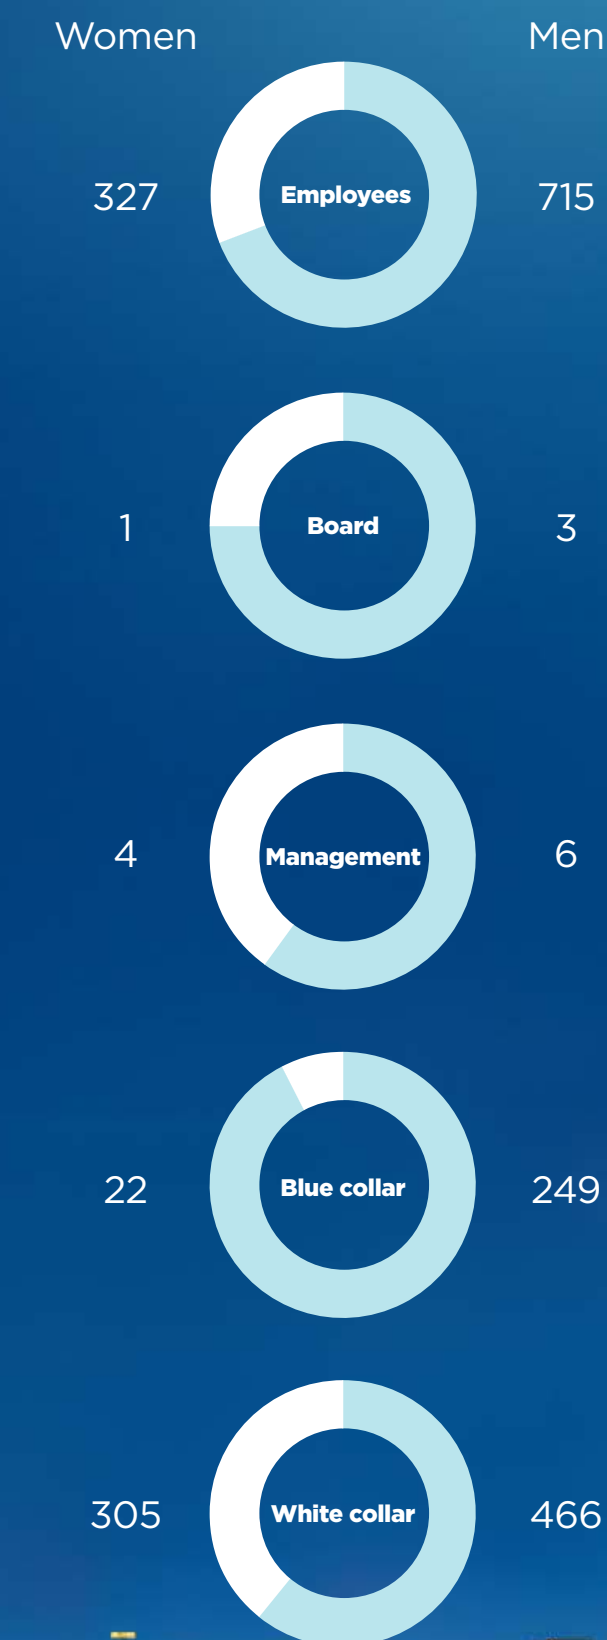 Women Men
327 Employees 715
1 Board 3
4 Management 6
22 Blue collar 249
305 White collar 466